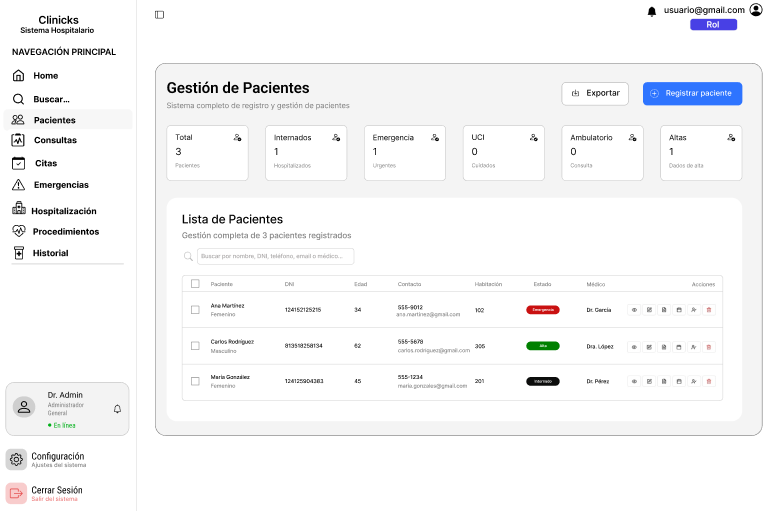 Clinicks
Sistema Hospitalario
NAVEGACIÓN PRINCIPAL
Home
Buscar...
Pacientes
Consultas
Citas
Emergencias
Hospitalización
Procedimientos
Historial
Dr. Admin
Administrador
General
En línea
Configuración
Ajustes del sistema
Cerrar Sesión
Salir del sistema
usuario@gmail.com
Rol
Gestión de Pacientes
Sistema completo de registro y gestión de pacientes
Exportar
Registrar paciente
Total
3
Pacientes
Internados
1
Hospitalizados
Emergencia
1
Urgentes
UCI
0
Cuidados
Ambulatorio
0
Consulta
Altas
1
Dados de alta
Lista de Pacientes
Gestión completa de 3 pacientes registrados
Buscar por nombre, DNI, teléfono, email o médico...
Paciente DNI Edad Contacto Habitación Estado Médico Acciones
Ana Martínez 124152125215 34 555-9012 102 Emergencia Dr. García
Femenino ana.martinez@gmail.com
Carlos Rodríguez 813518258134 62 555-5678 305 Alta Dra. López
Masculino carlos.rodriguez@gmail.com
María González 124125904383 45 555-1234 201 Internado Dr. Pérez
Femenino maria.gonzales@gmail.com